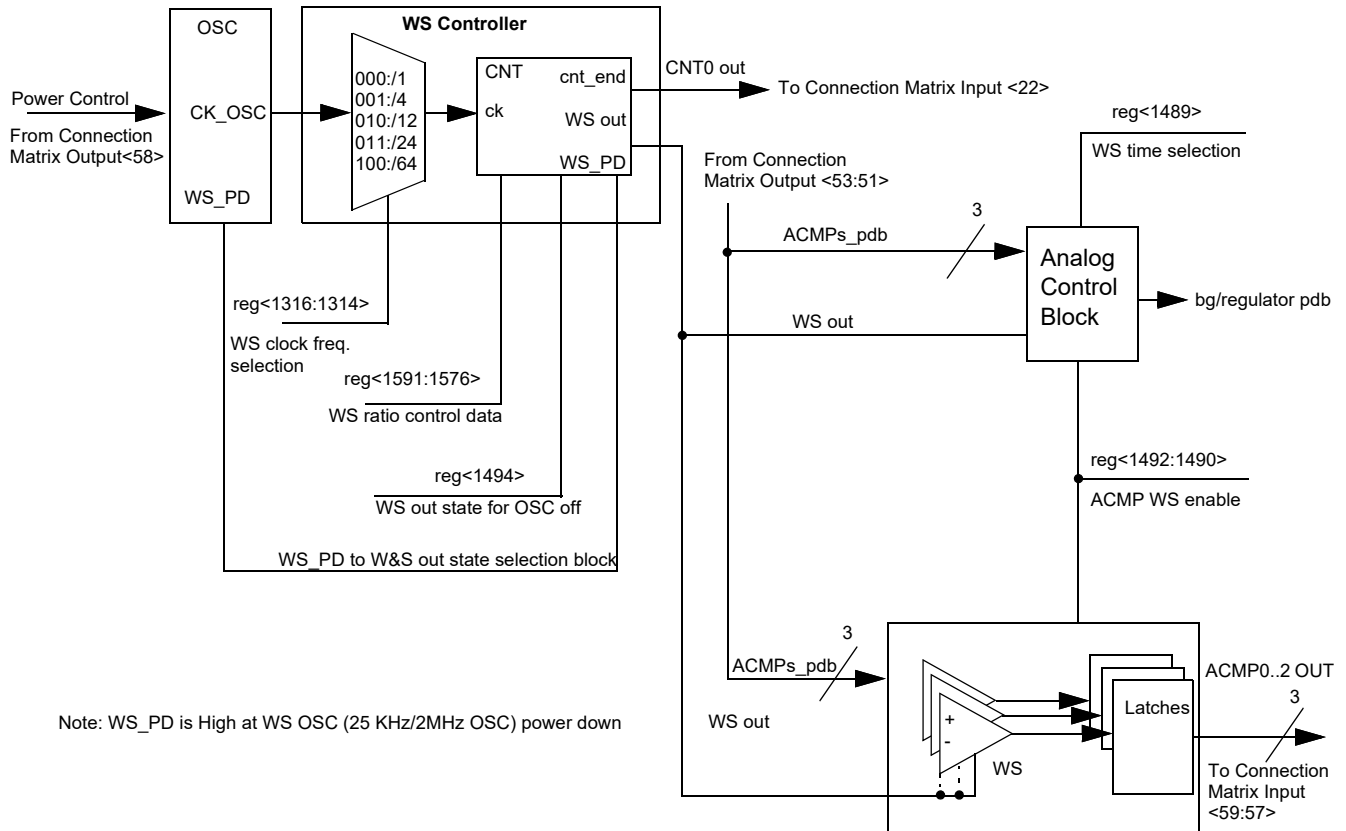 OSC
WS Controller
Power Control
From Connection
Matrix Output<58>
CK_OSC
WS_PD
000:/1
001:/4
010:/12
011:/24
100:/64
CNT
cnt_end
ck
WS out
WS_PD
CNT0 out
To Connection Matrix Input <22>
From Connection
Matrix Output <53:51>
reg<1489>
WS time selection
ACMPs_pdb
3
Analog
Control
Block
bg/regulator pdb
WS out
reg<1316:1314>
WS clock freq.
selection
reg<1591:1576>
WS ratio control data
reg<1494>
WS out state for OSC off
WS_PD to W&S out state selection block
reg<1492:1490>
ACMP WS enable
ACMPs_pdb
3
WS out
+
-
WS
Latches
ACMP0..2 OUT
3
To Connection
Matrix Input
<59:57>
Note: WS_PD is High at WS OSC (25 KHz/2MHz OSC) power down